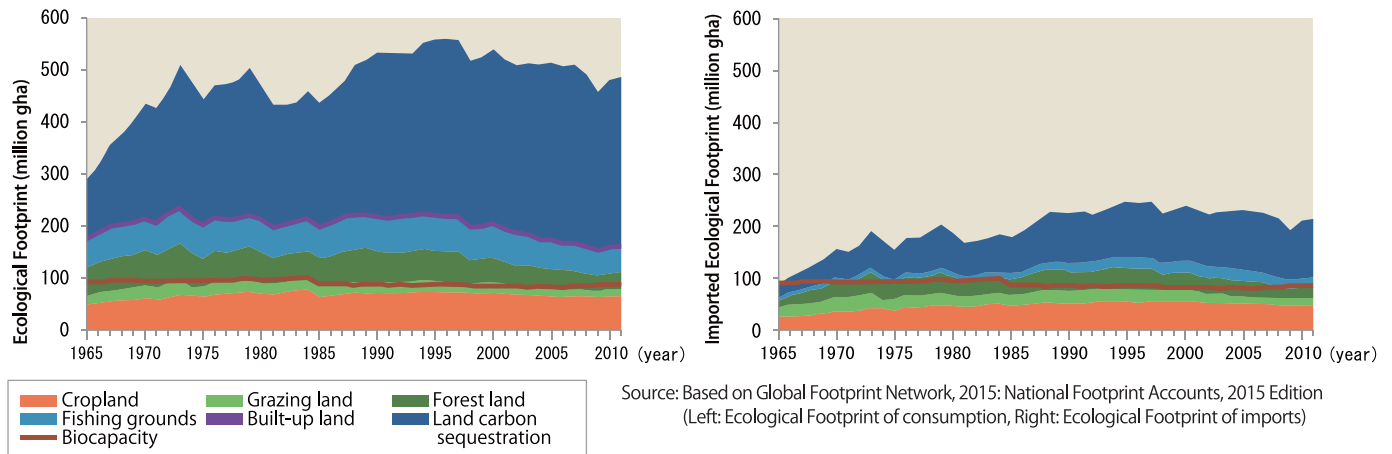 Ecological Footprint (million gha)
600
500
400
300
200
100
0
1965 1970 1975 1980 1985 1990 1995 2000 2005 2010 (year)
Imported Ecological Footprint (million gha)
600
500
400
300
200
100
0
1965 1970 1975 1980 1985 1990 1995 2000 2005 2010 (year)
Cropland Grazing land Forest land
Fishing grounds Built-up land Land carbon
Biocapacity sequestration
Source: Based on Global Footprint Network, 2015: National Footprint Accounts, 2015 Edition
(Left: Ecological Footprint of consumption, Right: Ecological Footprint of imports)